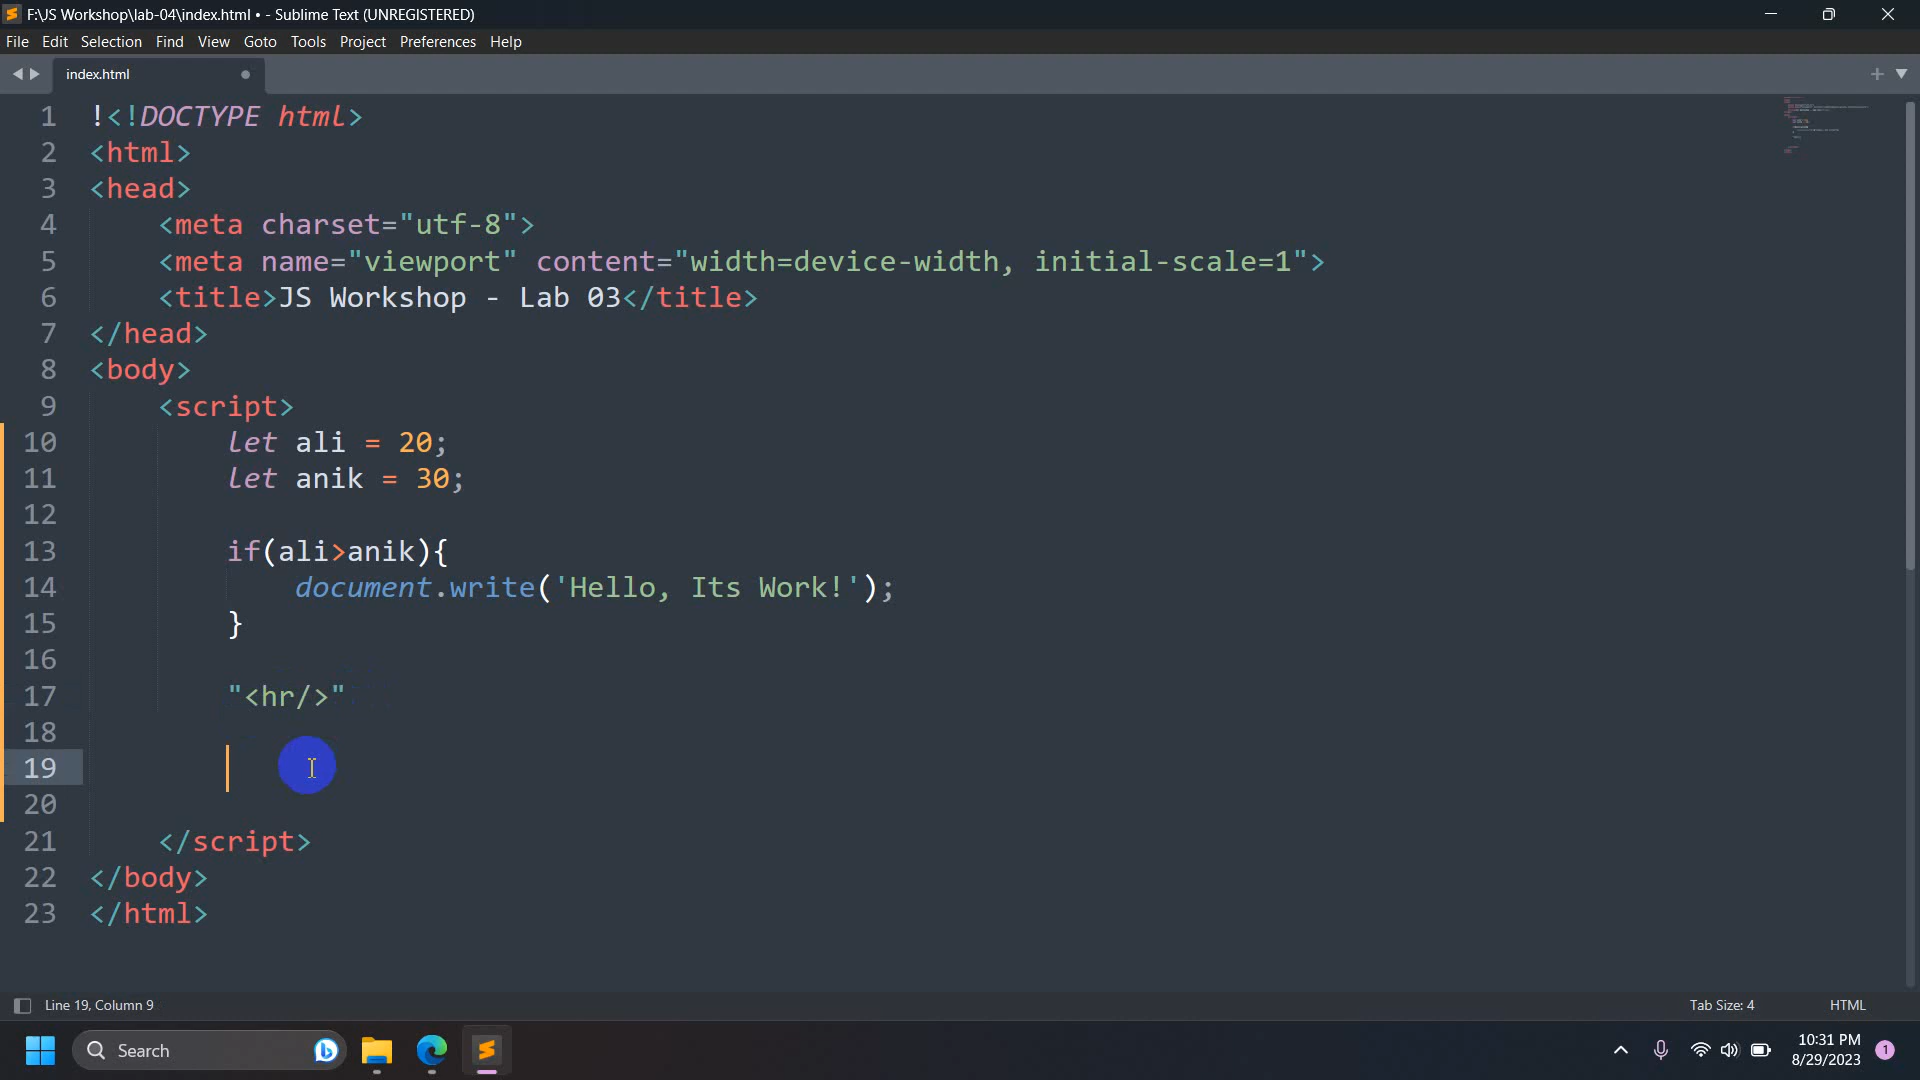 F:\JS Workshop\lab-04\index.html • - Sublime Text (UNREGISTERED)
File Edit Selection Find View Goto Tools Project Preferences Help
index.html
1 !<!DOCTYPE html>
2 <html>
3 <head>
4 <meta charset="utf-8">
5 <meta name="viewport" content="width=device-width, initial-scale=1">
6 <title>JS Workshop - Lab 03</title>
7 </head>
8 <body>
9 <script>
10 let ali = 20;
11 let anik = 30;
12
13 if(ali>anik){
14 document.write('Hello, Its Work!');
15 }
16
17 "<hr/>"
18
19
20
21 </script>
22 </body>
23 </html>
Line 19, Column 9 Tab Size: 4 HTML
Search 10:31 PM
8/29/2023 1